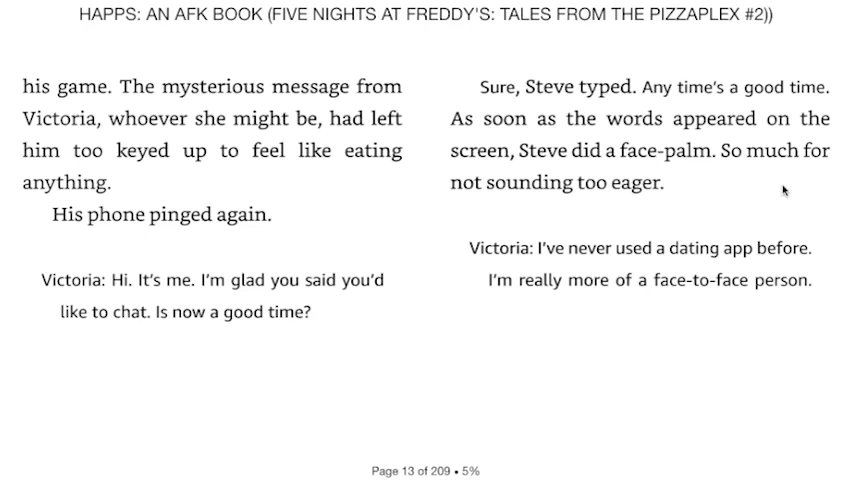 HAPPS: AN AFK BOOK (FIVE NIGHTS AT FREDDY'S: TALES FROM THE PIZZAPLEX #2))
his game. The mysterious message from
Victoria, whoever she might be, had left
him too keyed up to feel like eating
anything.
His phone pinged again.
Victoria: Hi. It's me. I'm glad you said you'd
like to chat. Is now a good time?
Sure, Steve typed. Any time's a good time.
As soon as the words appeared on the
screen, Steve did a face-palm. So much for
not sounding too eager.
Victoria: I've never used a dating app before.
I'm really more of a face-to-face person.
Page 13 of 209 • 5%